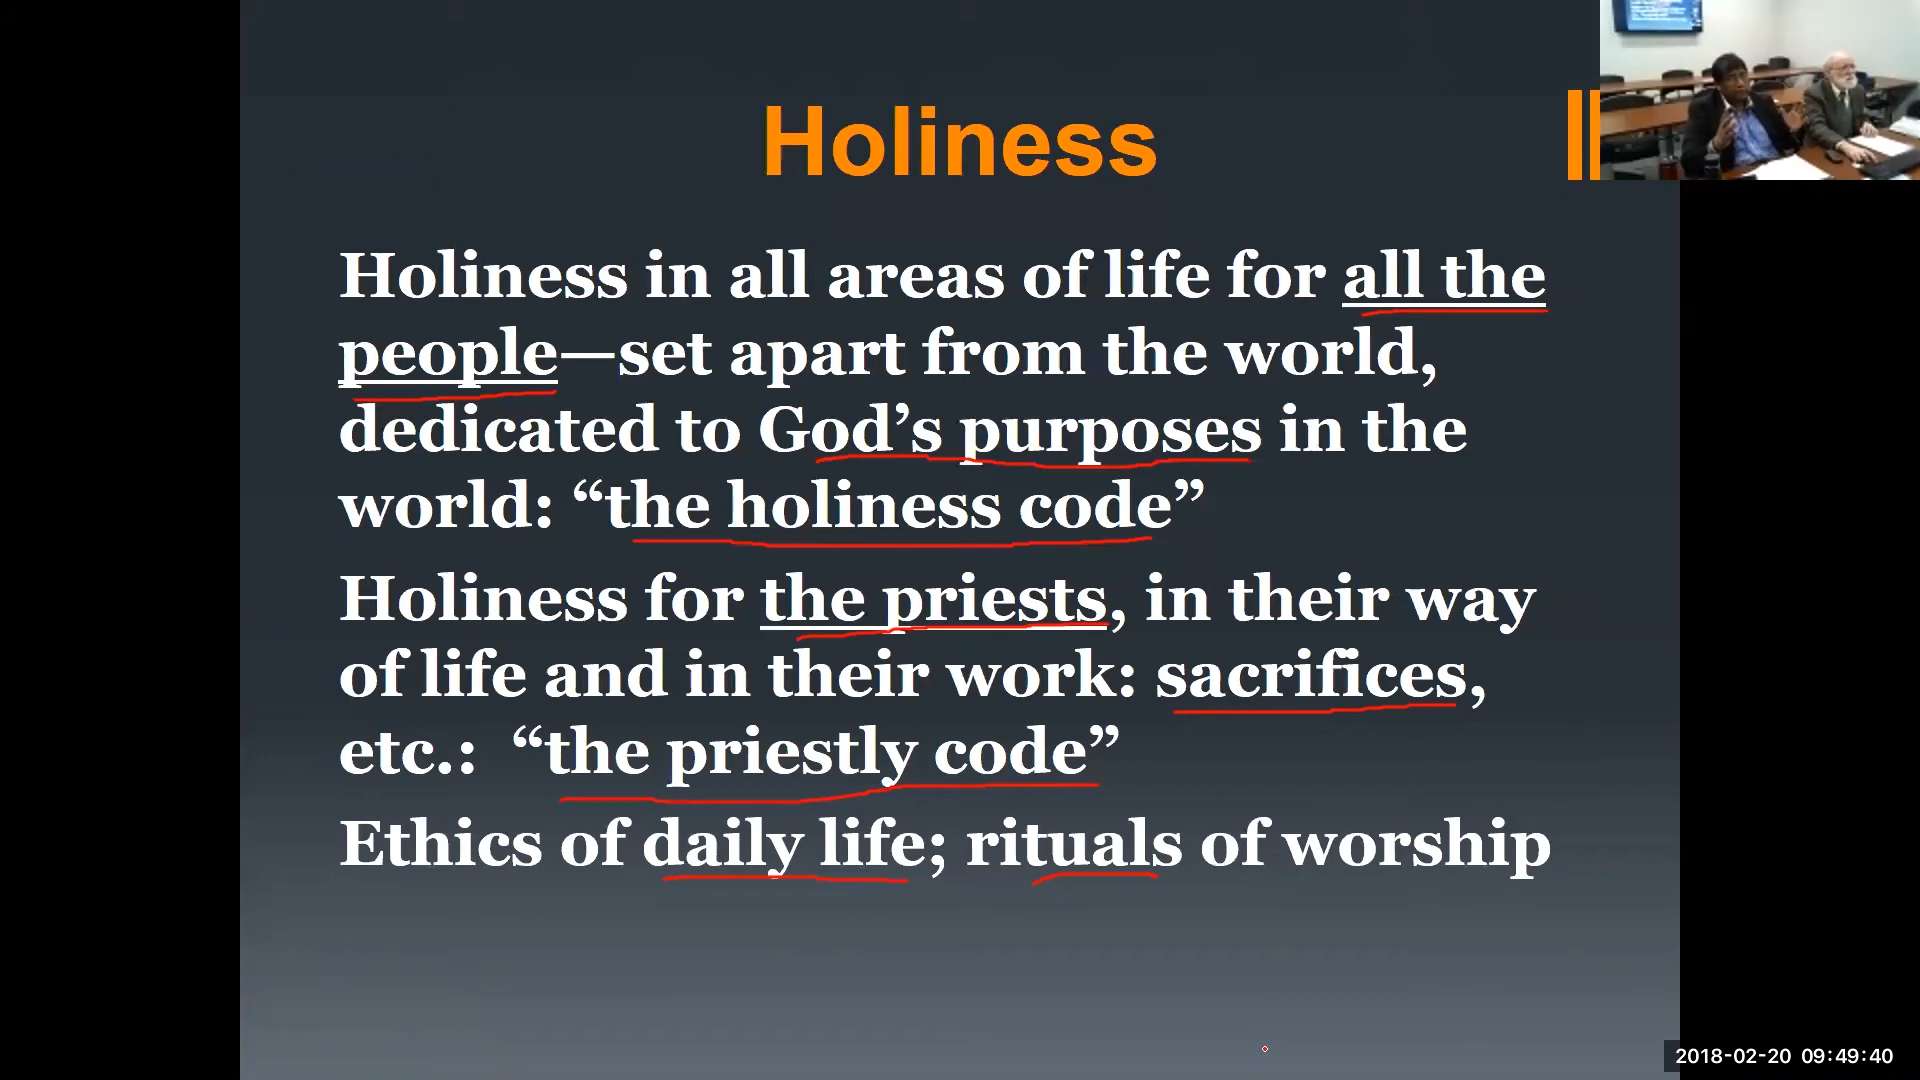 Holiness
Holiness in all areas of life for all the
people—set apart from the world,
dedicated to God’s purposes in the
world: “the holiness code”
Holiness for the priests, in their way
of life and in their work: sacrifices,
etc.: “the priestly code”
Ethics of daily life; rituals of worship
2018-02-20 09:49:40